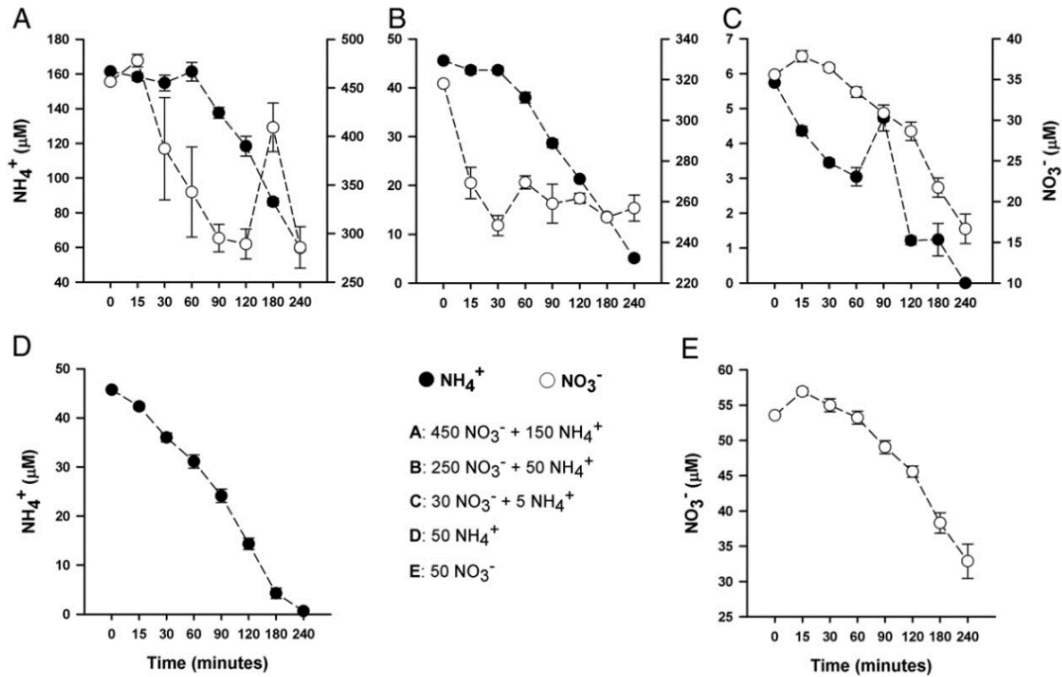 A
B
C
NH₄⁺ (µM)
180
160
140
120
100
80
60
40
500
450
400
350
300
250
0 15 30 60 90 120 180 240
50
40
30
20
10
0
340
320
300
280
260
240
220
0 15 30 60 90 120 180 240
7
6
5
4
3
2
1
0
40
35
30
25
20
15
10
NO₃⁻ (µM)
0 15 30 60 90 120 180 240
D
NH₄⁺ (µM)
50
40
30
20
10
0
0 15 30 60 90 120 180 240
Time (minutes)
NH₄⁺ NO₃⁻
A: 450 NO₃⁻ + 150 NH₄⁺
B: 250 NO₃⁻ + 50 NH₄⁺
C: 30 NO₃⁻ + 5 NH₄⁺
D: 50 NH₄⁺
E: 50 NO₃⁻
E
NO₃⁻ (µM)
60
55
50
45
40
35
30
25
0 15 30 60 90 120 180 240
Time (minutes)